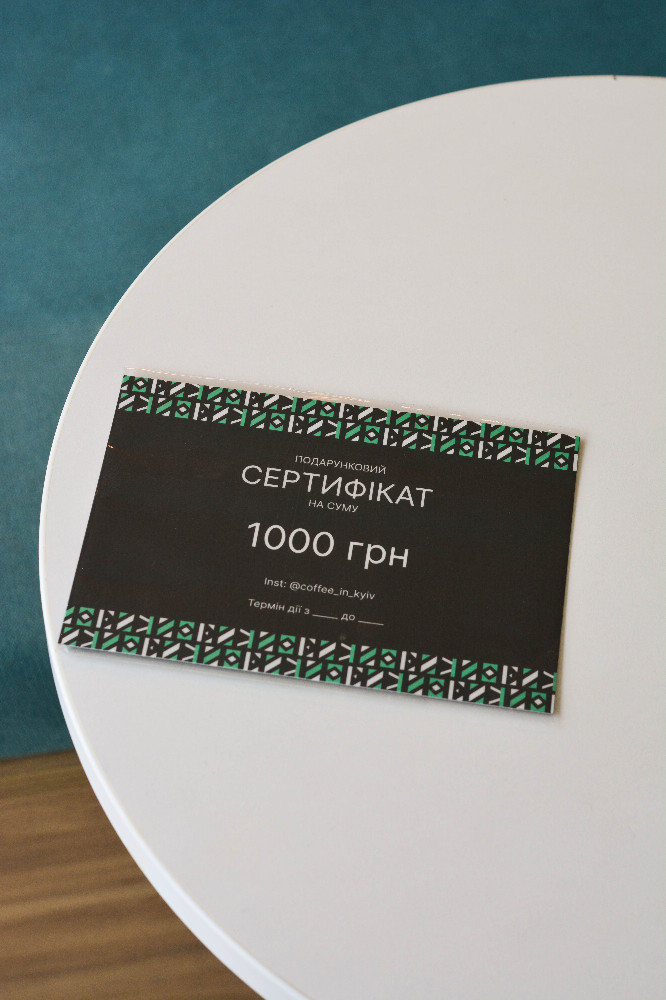 ПОДАРУНКОВИЙ
СЕРТИФІКАТ
НА СУМУ
1000 грн
Inst: @coffee_in_kyiv
Термін дії з ____ до ____